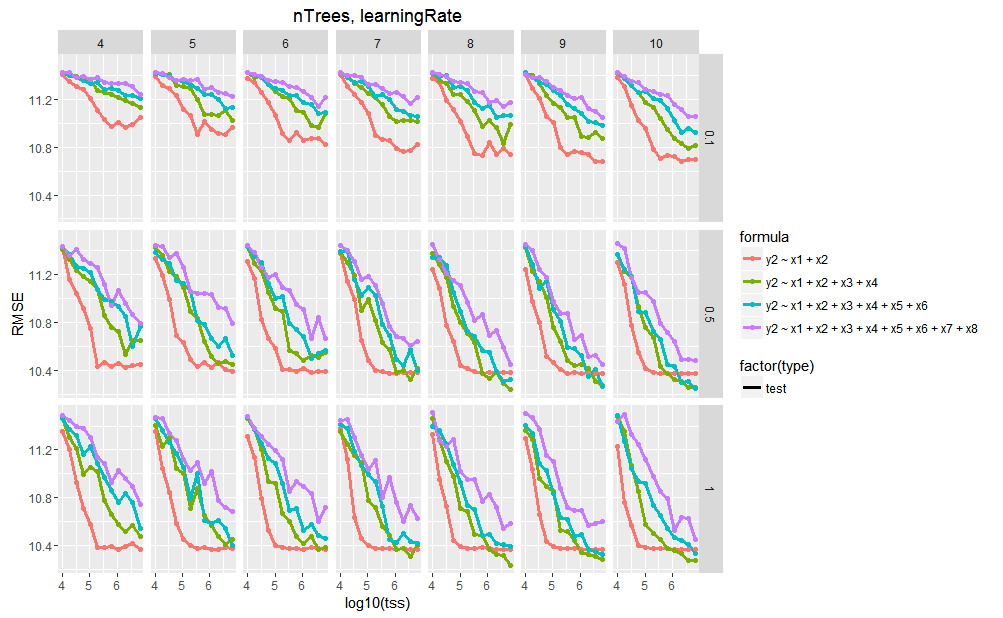 nTrees, learningRate
4 5 6 7 8 9 10
11.2
10.8
10.4
0.1
11.2
10.8
10.4
0.5
11.2
10.8
10.4
1
RMSE
4 5 6 4 5 6 4 5 6 4 5 6 4 5 6 4 5 6 4 5 6
log10(tss)
formula
y2 ~ x1 + x2
y2 ~ x1 + x2 + x3 + x4
y2 ~ x1 + x2 + x3 + x4 + x5 + x6
y2 ~ x1 + x2 + x3 + x4 + x5 + x6 + x7 + x8
factor(type)
test